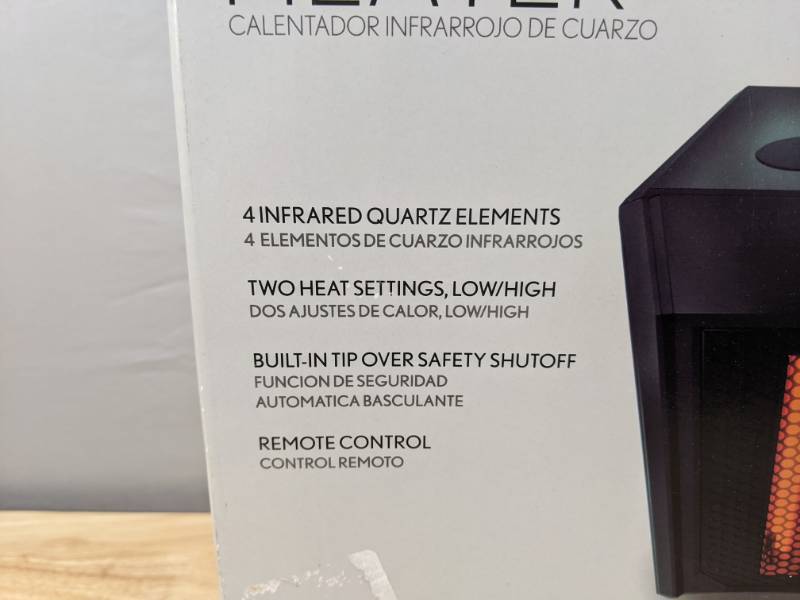 HEATER
CALENTADOR INFRARROJO DE CUARZO
4 INFRARED QUARTZ ELEMENTS
4 ELEMENTOS DE CUARZO INFRARROJOS
TWO HEAT SETTINGS, LOW/HIGH
DOS AJUSTES DE CALOR, LOW/HIGH
BUILT-IN TIP OVER SAFETY SHUTOFF
FUNCION DE SEGURIDAD
AUTOMATICA BASCULANTE
REMOTE CONTROL
CONTROL REMOTO